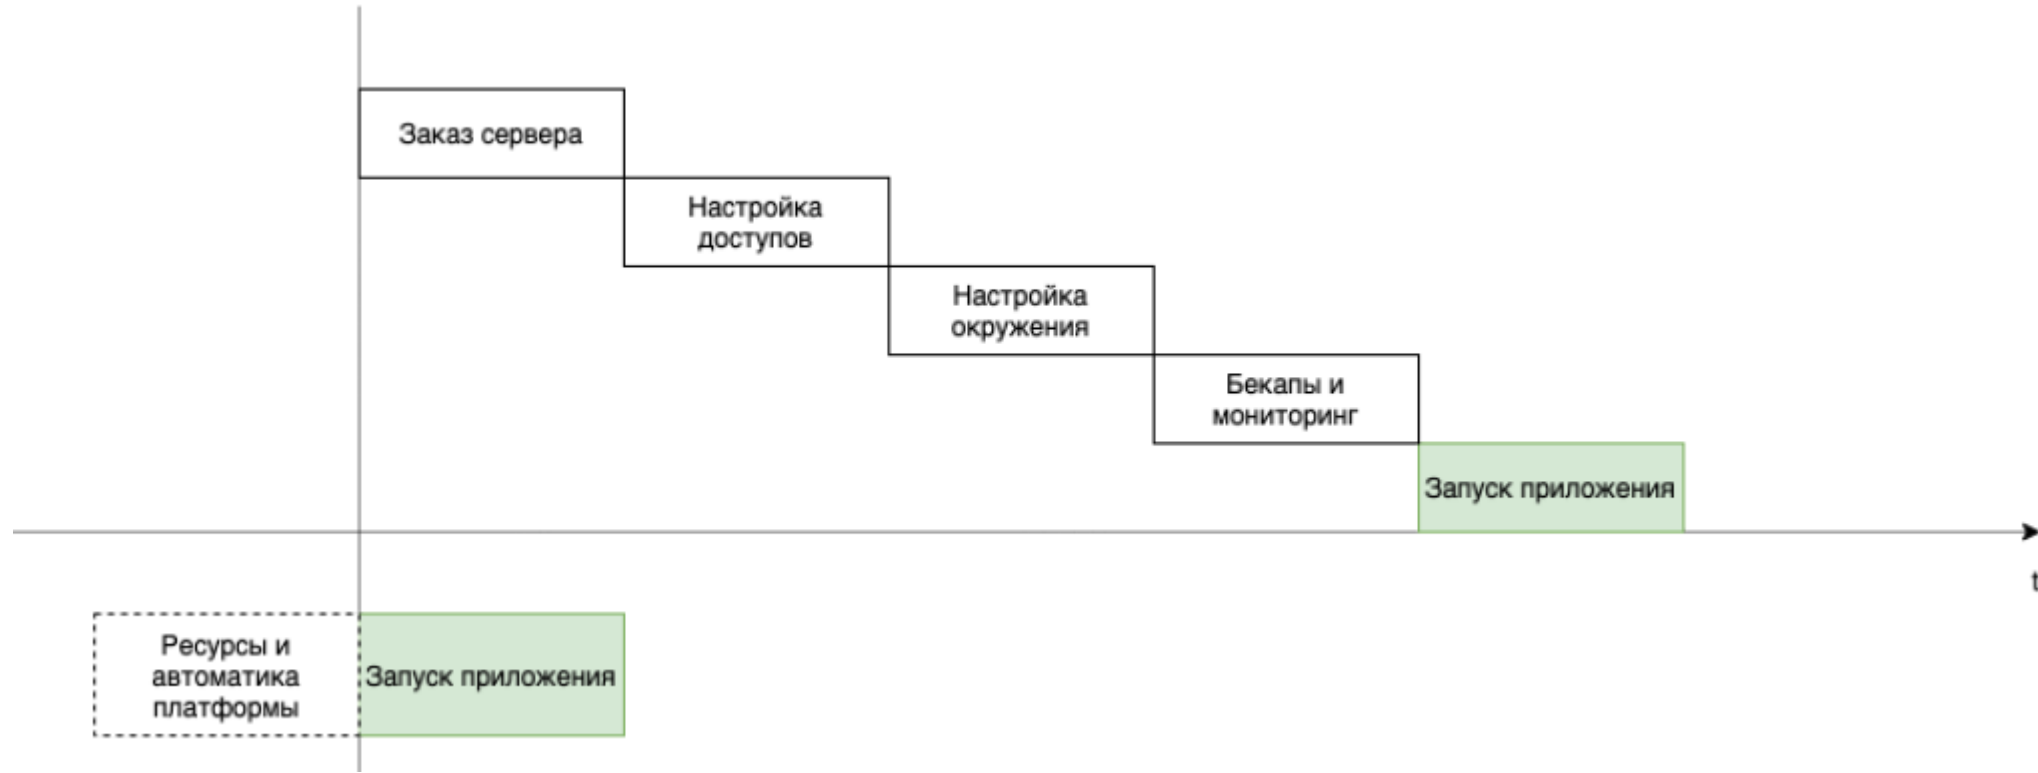 Заказ сервера
Настройка
доступов
Настройка
окружения
Бекапы и
мониторинг
Запуск приложения
t
Ресурсы и
автоматика
платформы
Запуск приложения